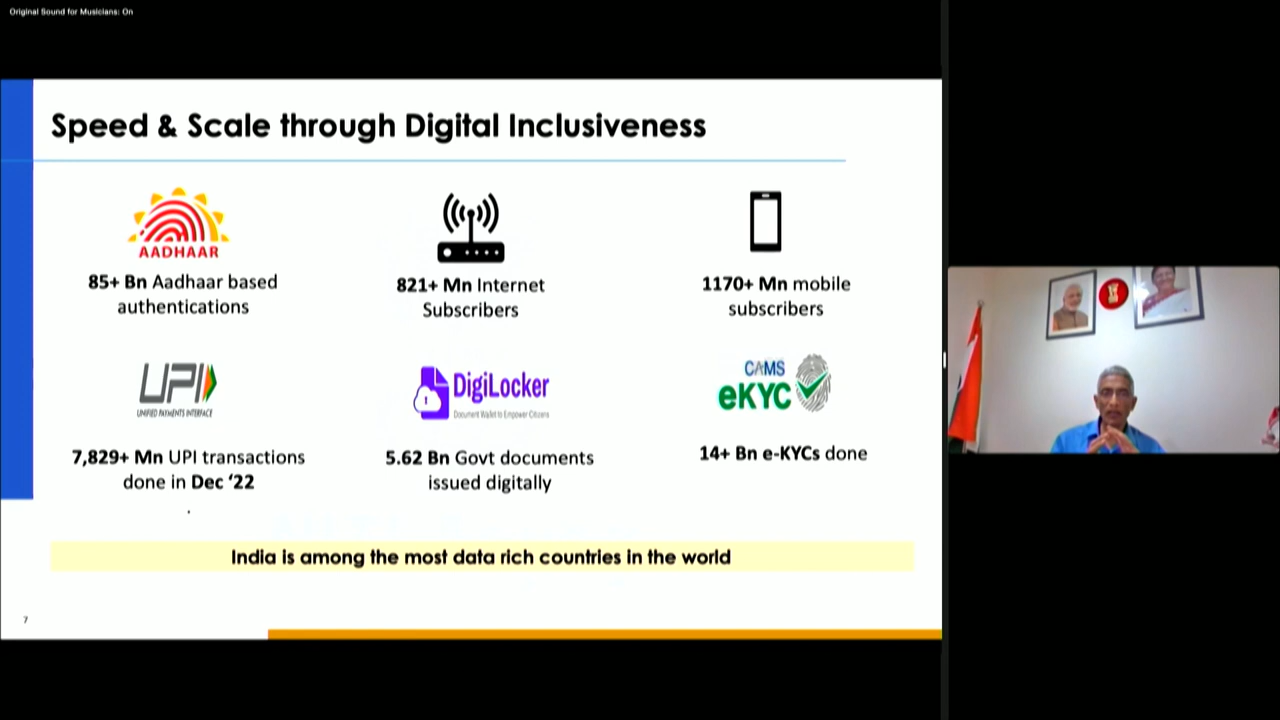 Original Sound for Musicians: On
Speed & Scale through Digital Inclusiveness
AADHAAR
85+ Bn Aadhaar based
authentications
821+ Mn Internet
Subscribers
1170+ Mn mobile
subscribers
UPI
UNIFIED PAYMENTS INTERFACE
DigiLocker
Document Wallet to Empower Citizens
CAMS
eKYC
7,829+ Mn UPI transactions
done in Dec ‘22
5.62 Bn Govt documents
issued digitally
14+ Bn e-KYCs done
India is among the most data rich countries in the world
7